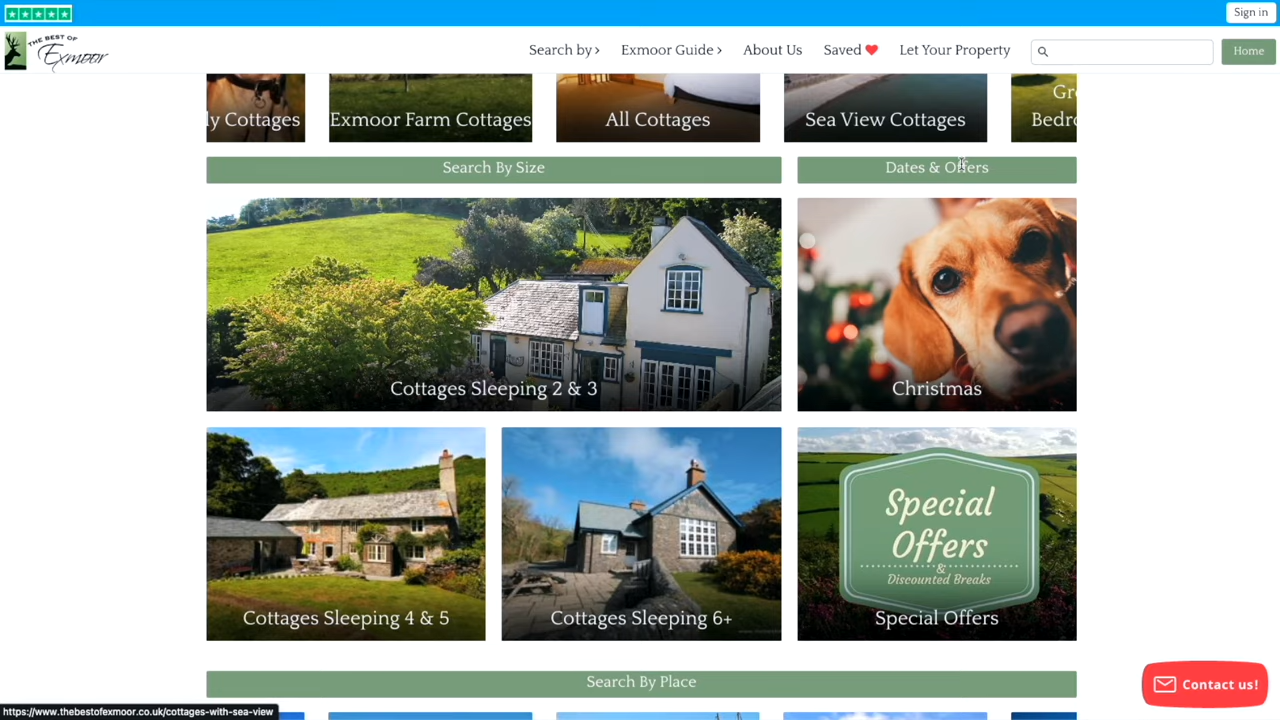 Sign in
THE BEST OF
Exmoor
Search by ›
Exmoor Guide ›
About Us
Saved
Let Your Property
Home
ly Cottages
Exmoor Farm Cottages
All Cottages
Sea View Cottages
Gr
Bedro
Search By Size
Dates & Offers
Cottages Sleeping 2 & 3
Christmas
Cottages Sleeping 4 & 5
Cottages Sleeping 6+
Special
Offers
&
Discounted Breaks
Special Offers
Search By Place
Contact us!
https://www.thebestofexmoor.co.uk/cottages-with-sea-view